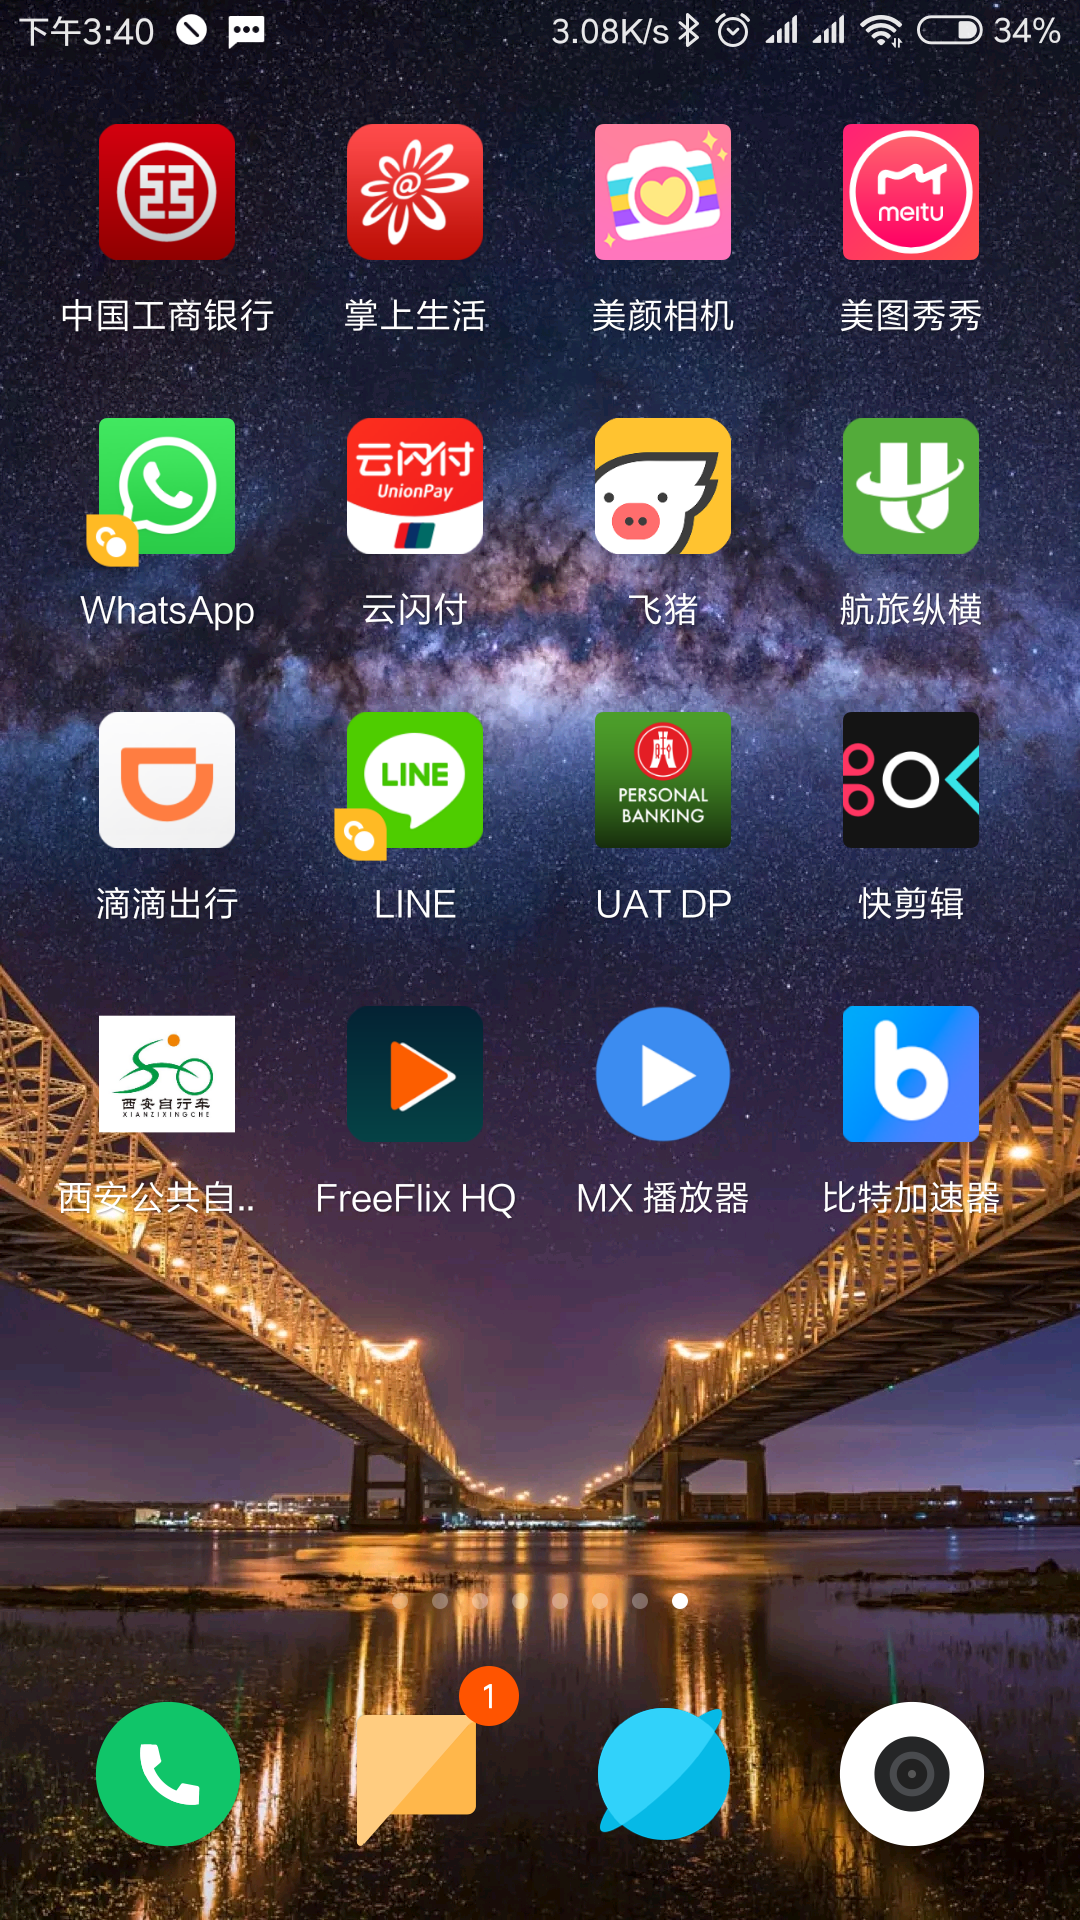 下午3:40 3.08K/s 34%
meitu
中国工商银行 掌上生活 美颜相机 美图秀秀
云闪付
UnionPay
WhatsApp 云闪付 飞猪 航旅纵横
LINE
PERSONAL
BANKING
滴滴出行 LINE UAT DP 快剪辑
西安自行车
XIANZIXINGCHE
西安公共自.. FreeFlix HQ MX 播放器 比特加速器
1